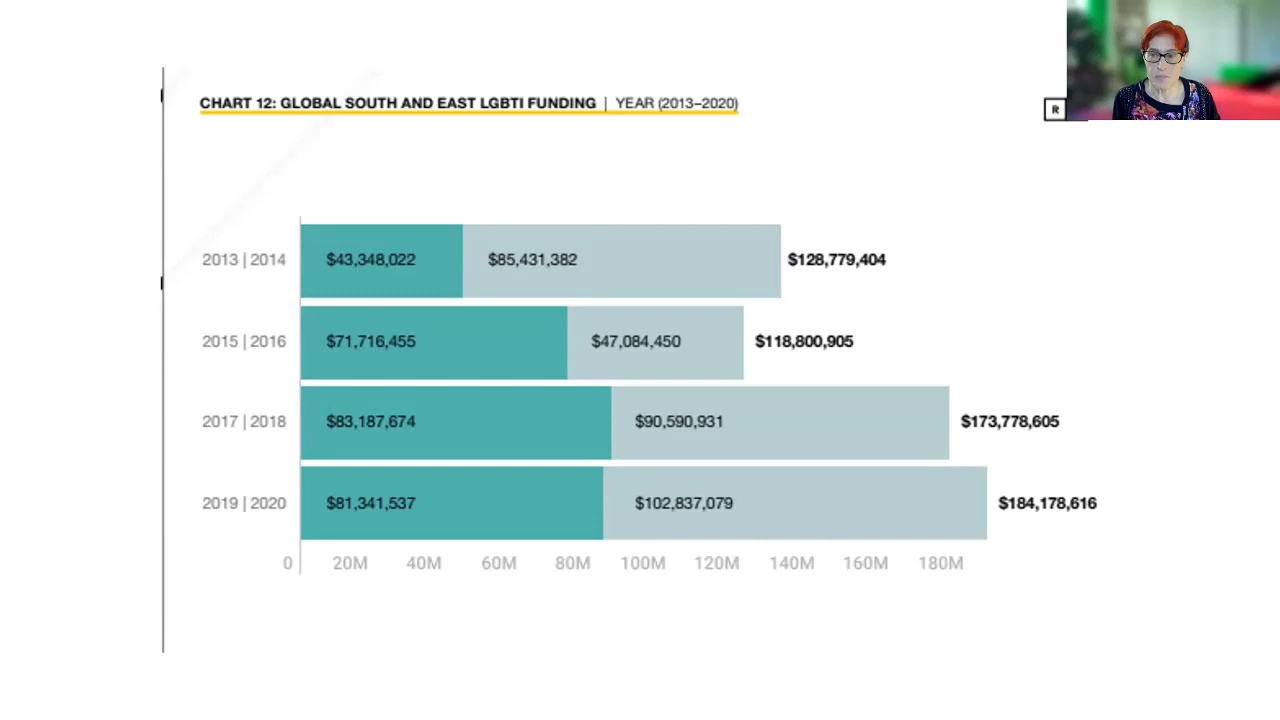 CHART 12: GLOBAL SOUTH AND EAST LGBTI FUNDING | YEAR (2013–2020)
R
2013 | 2014 $43,348,022 $85,431,382 $128,779,404
2015 | 2016 $71,716,455 $47,084,450 $118,800,905
2017 | 2018 $83,187,674 $90,590,931 $173,778,605
2019 | 2020 $81,341,537 $102,837,079 $184,178,616
0 20M 40M 60M 80M 100M 120M 140M 160M 180M